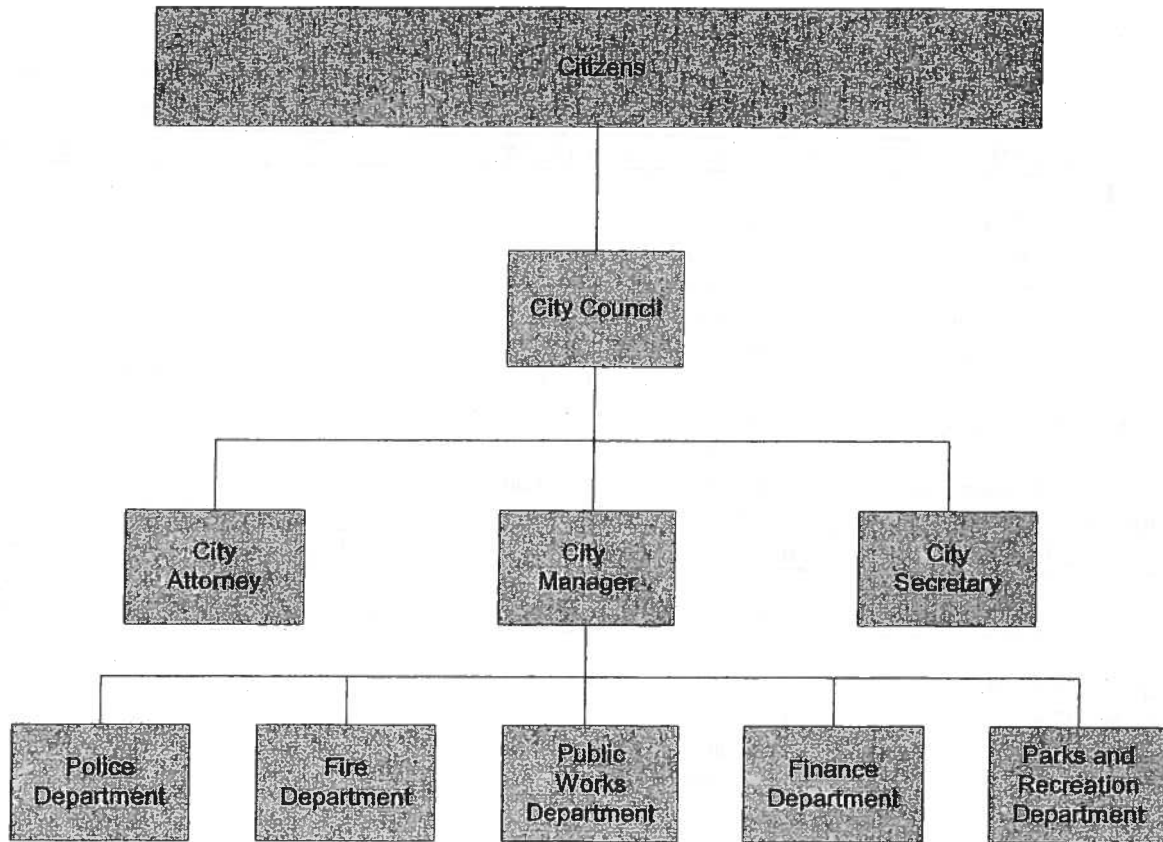 Citizens
City Council
City
Attorney
City
Manager
City
Secretary
Police
Department
Fire
Department
Public
Works
Department
Finance
Department
Parks and
Recreation
Department